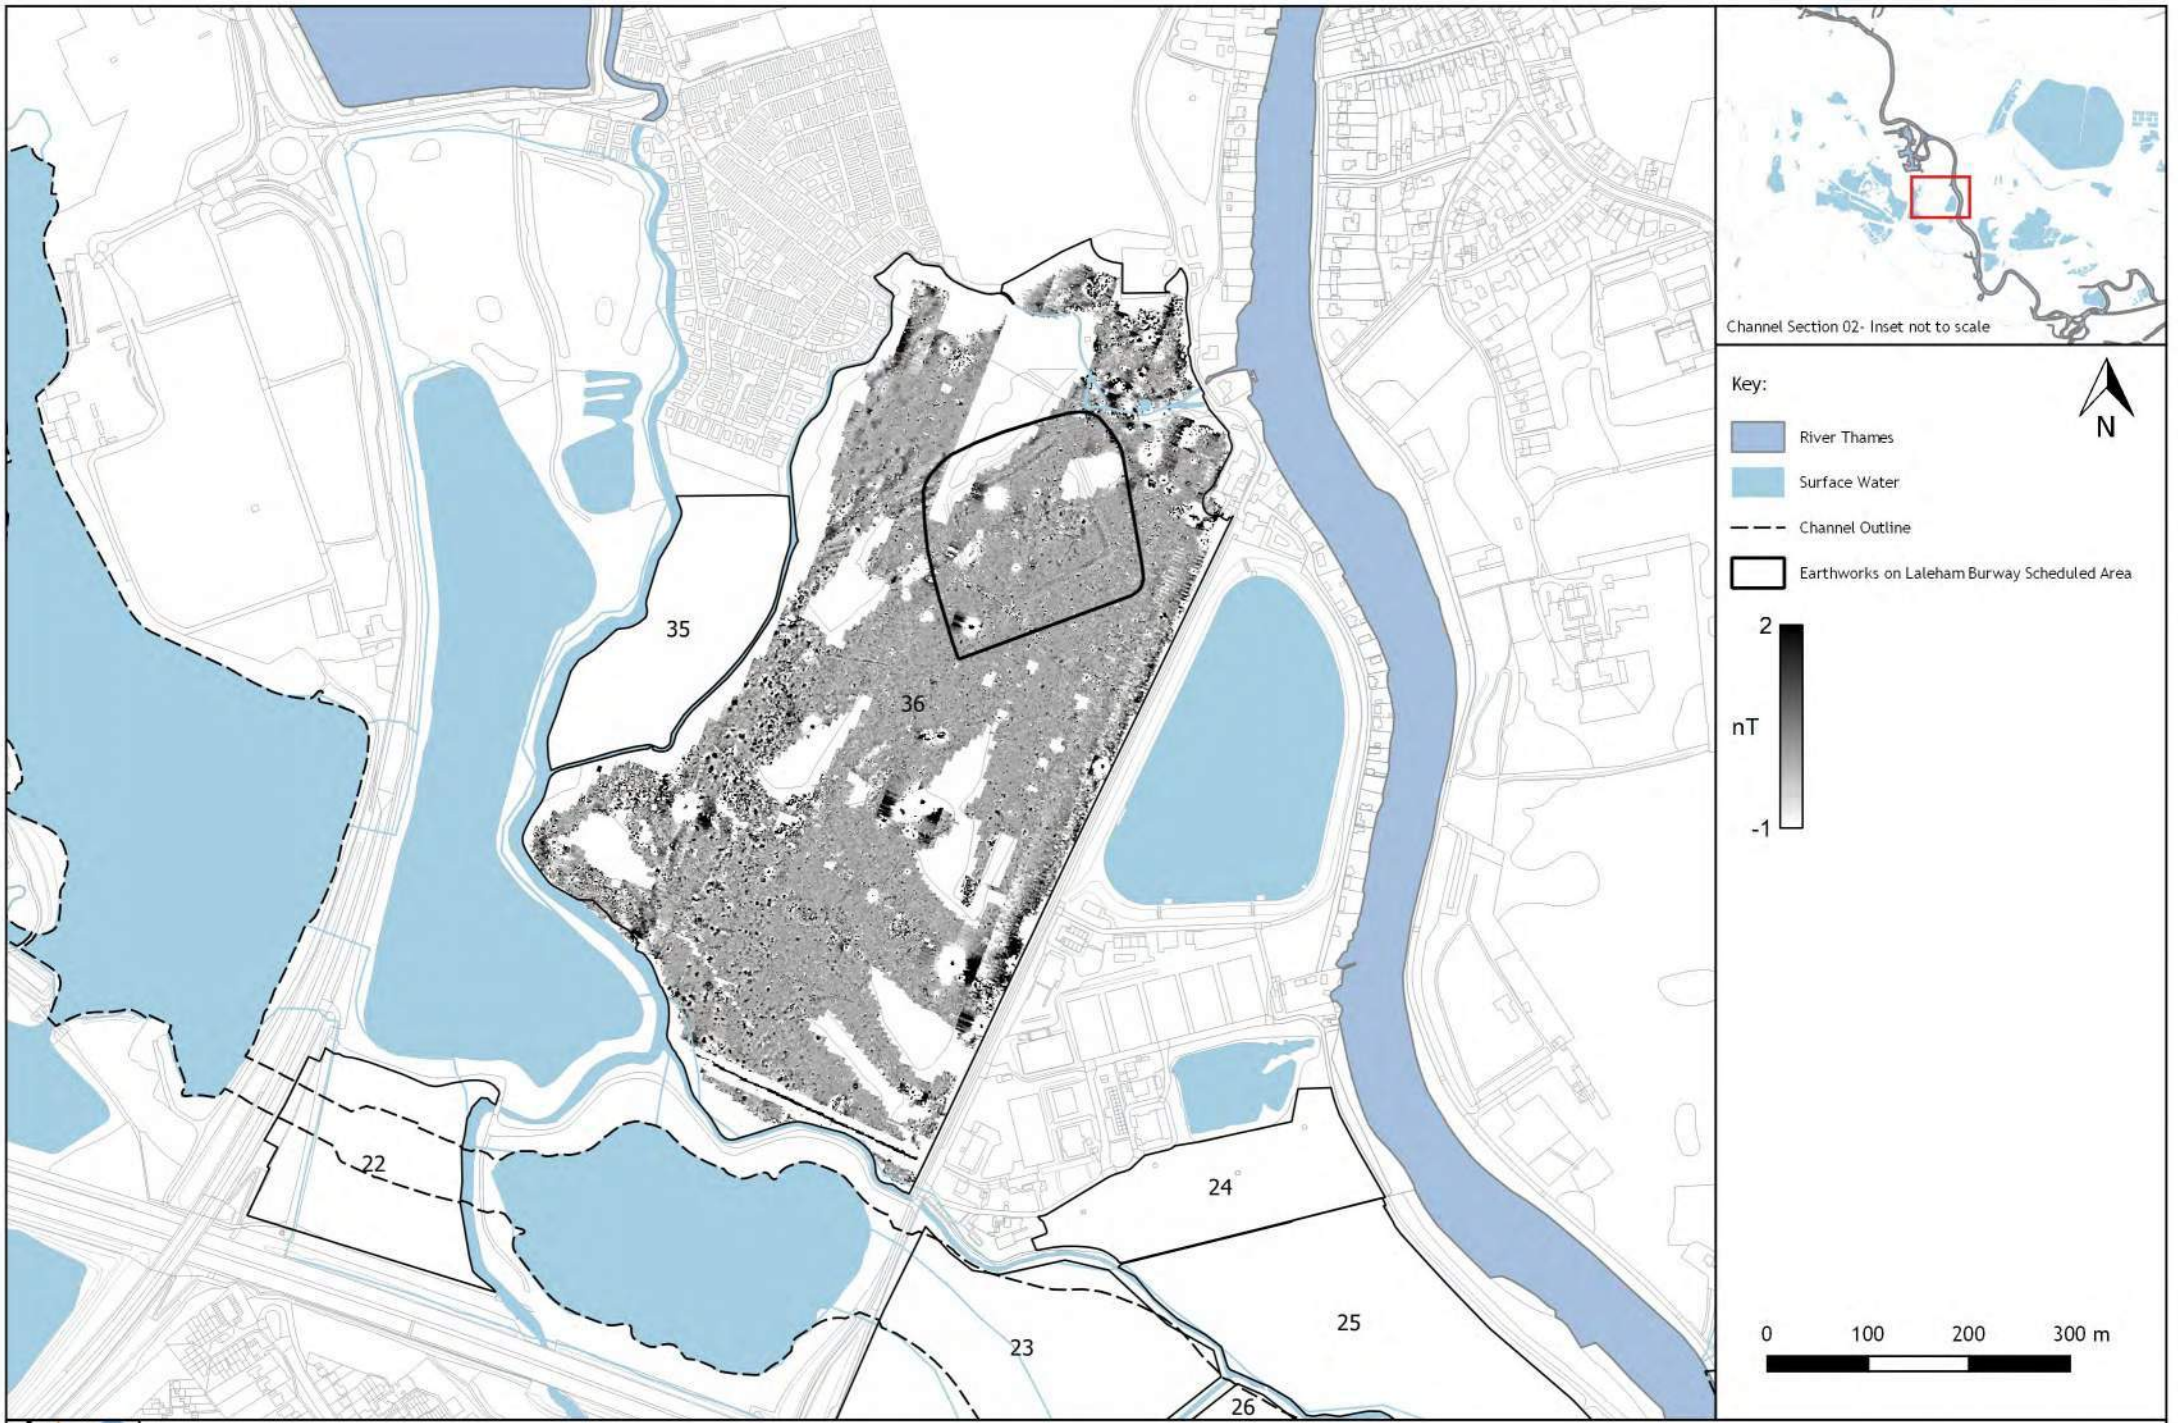 Channel Section 02- Inset not to scale
Key:
N
River Thames
Surface Water
Channel Outline
Earthworks on Laleham Burway Scheduled Area
2
nT
-1
0 100 200 300 m
35
36
22
24
25
23
26